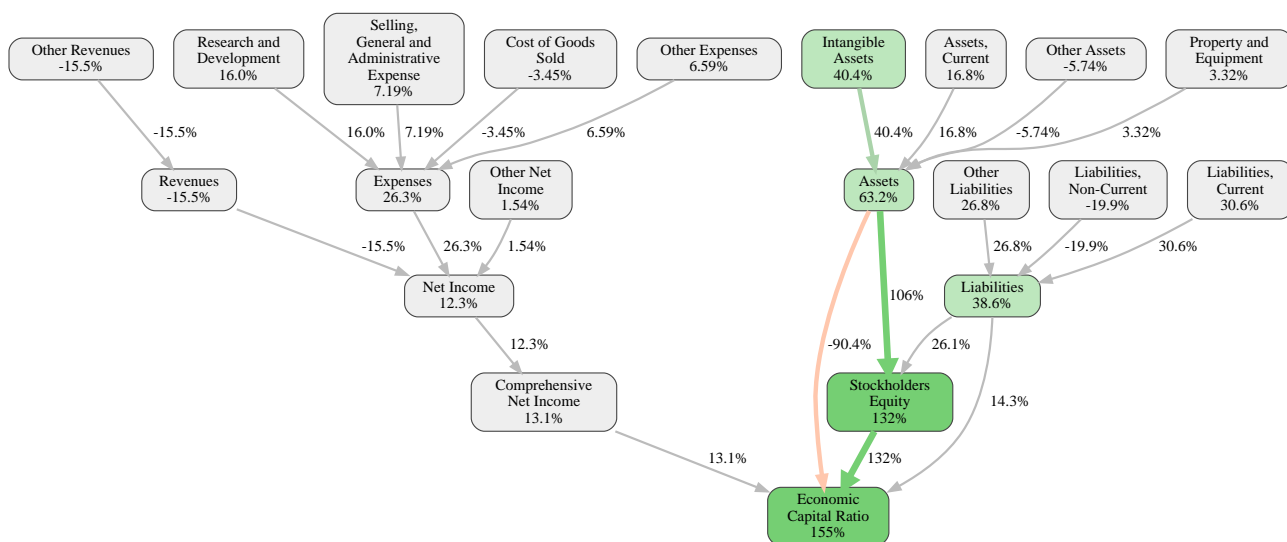 Other Revenues
-15.5%
Research and
Development
16.0%
Selling,
General and
Administrative
Expense
7.19%
Cost of Goods
Sold
-3.45%
Other Expenses
6.59%
Intangible
Assets
40.4%
Assets,
Current
16.8%
Other Assets
-5.74%
Property and
Equipment
3.32%
-15.5%
16.0%
7.19%
-3.45%
6.59%
40.4%
16.8%
-5.74%
3.32%
Revenues
-15.5%
Expenses
26.3%
Other Net
Income
1.54%
Assets
63.2%
Other
Liabilities
26.8%
Liabilities,
Non-Current
-19.9%
Liabilities,
Current
30.6%
-15.5%
26.3%
1.54%
26.8%
-19.9%
30.6%
Net Income
12.3%
106%
Liabilities
38.6%
12.3%
-90.4%
26.1%
Comprehensive
Net Income
13.1%
Stockholders
Equity
132%
14.3%
13.1%
132%
Economic
Capital Ratio
155%